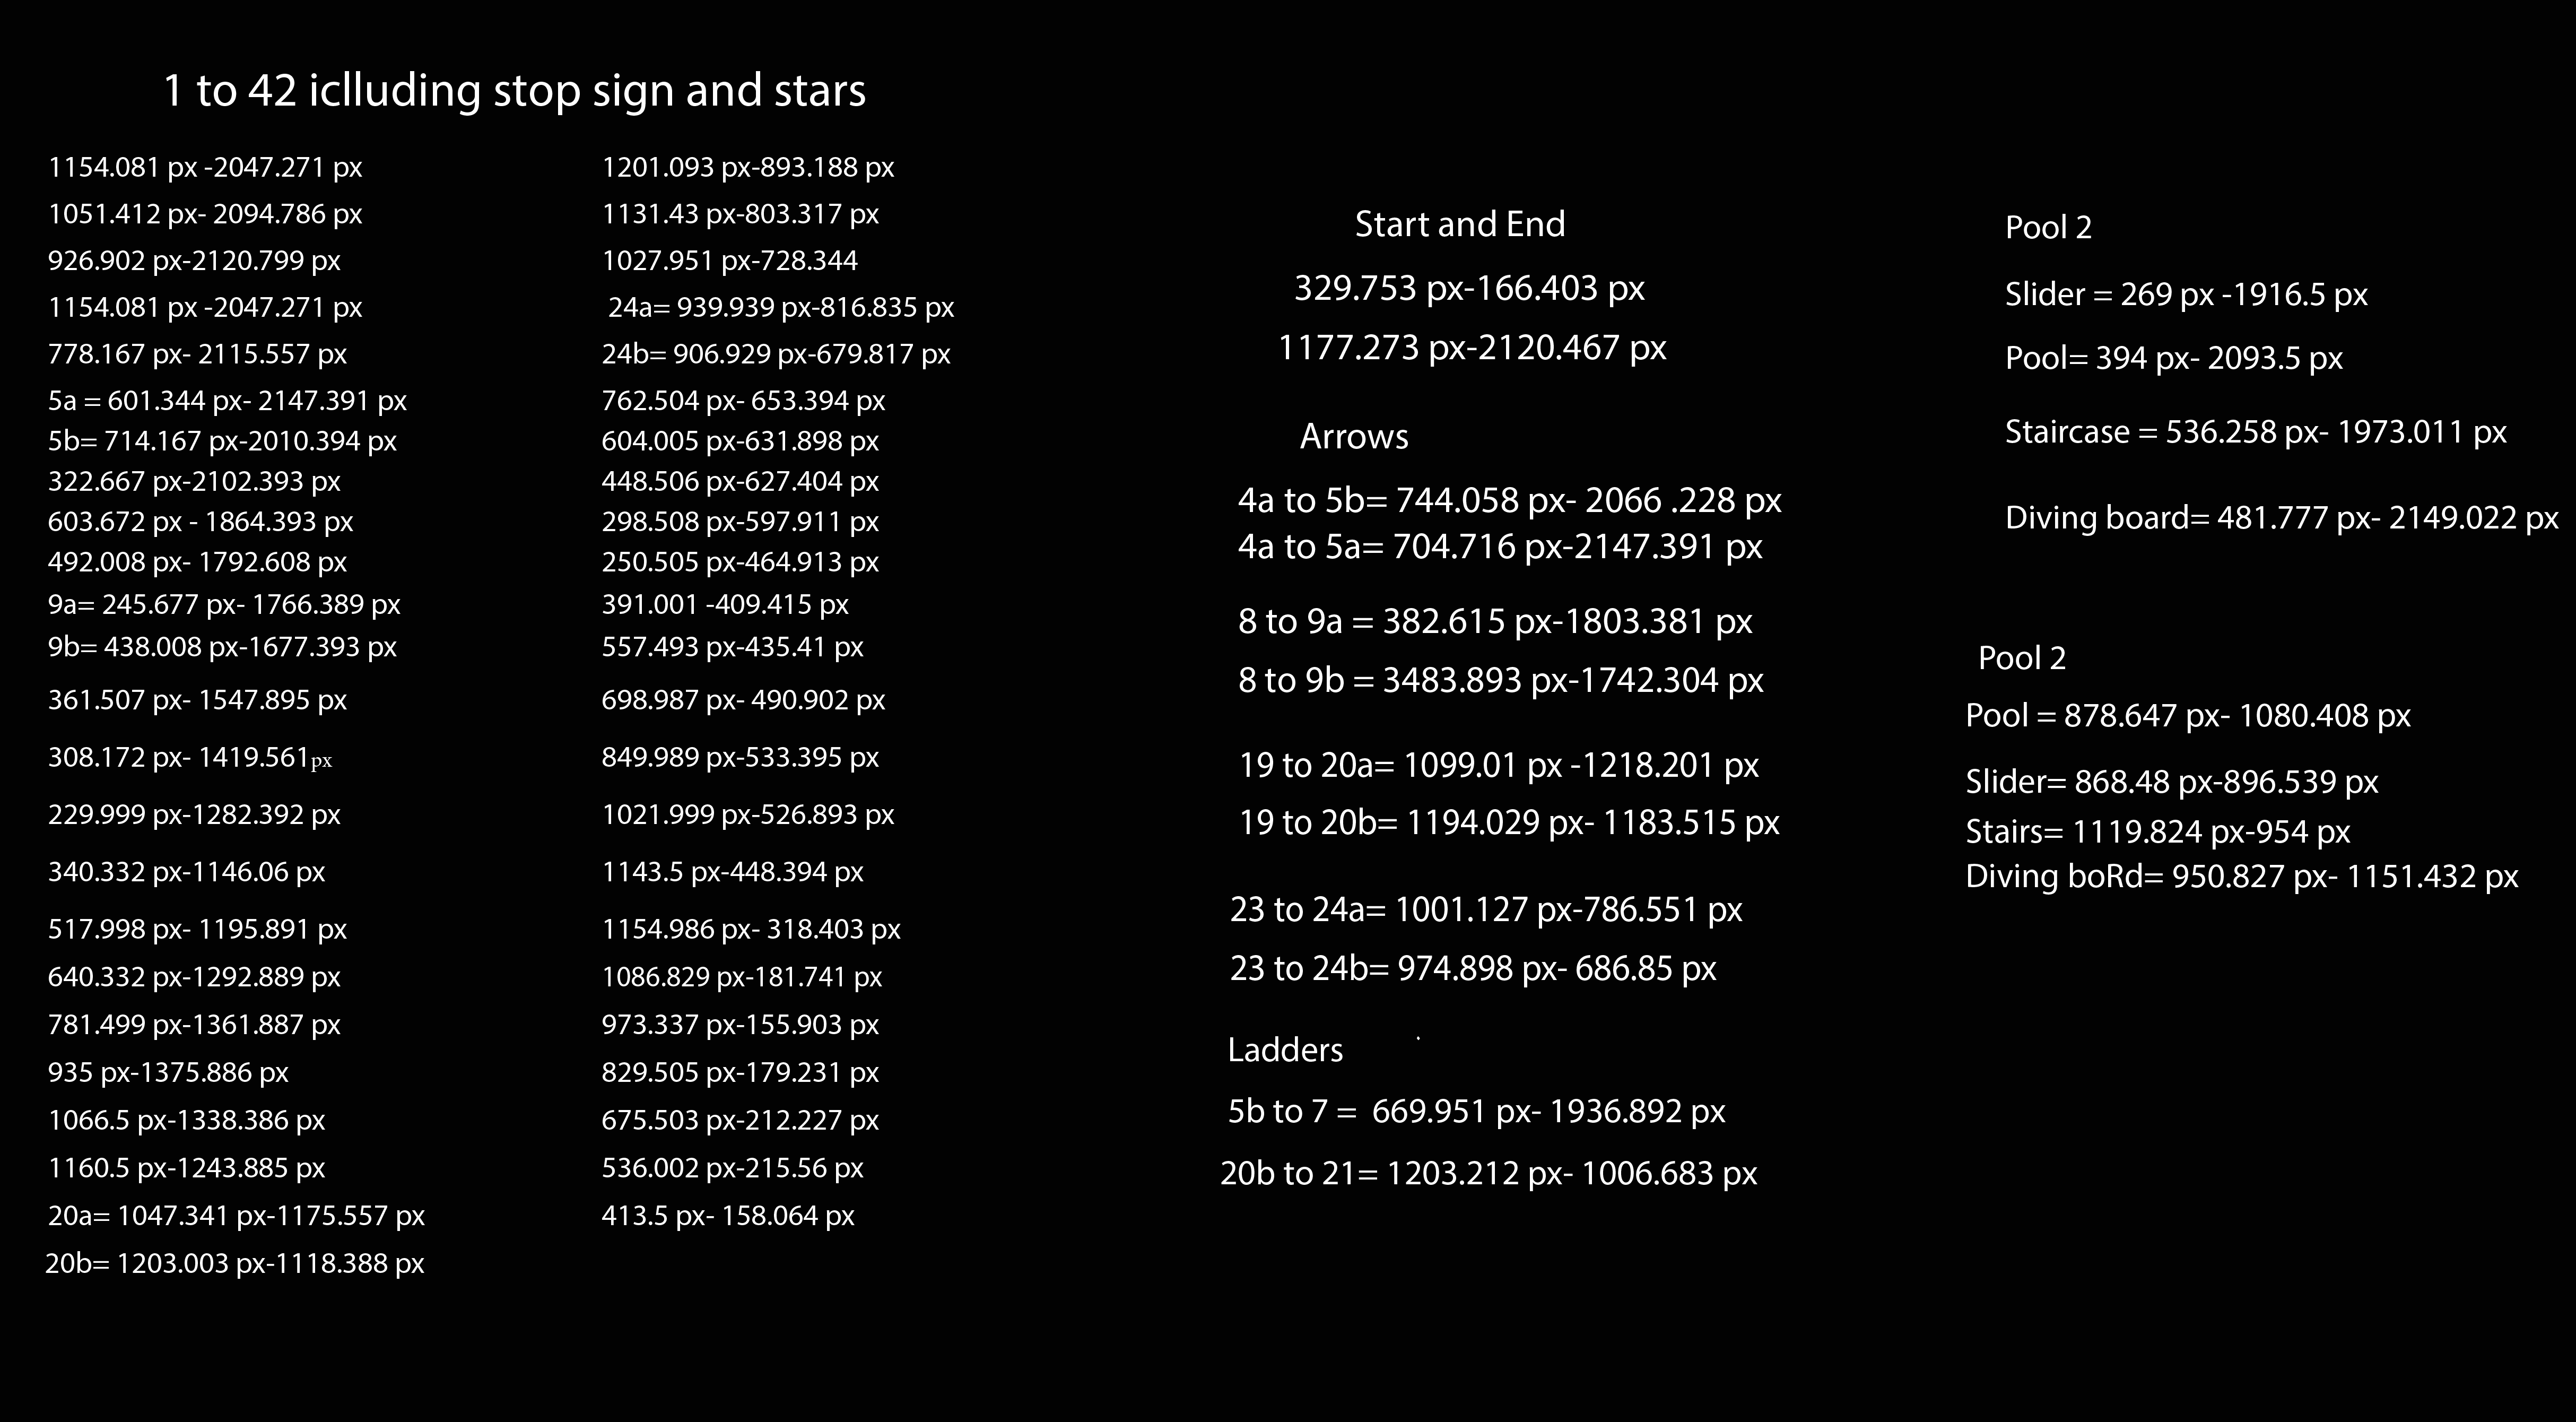 1 to 42 iclluding stop sign and stars
1154.081 px -2047.271 px
1051.412 px- 2094.786 px
926.902 px-2120.799 px
1154.081 px -2047.271 px
778.167 px- 2115.557 px
5a = 601.344 px- 2147.391 px
5b= 714.167 px-2010.394 px
322.667 px-2102.393 px
603.672 px - 1864.393 px
492.008 px- 1792.608 px
9a= 245.677 px- 1766.389 px
9b= 438.008 px-1677.393 px
361.507 px- 1547.895 px
308.172 px- 1419.561px
229.999 px-1282.392 px
340.332 px-1146.06 px
517.998 px- 1195.891 px
640.332 px-1292.889 px
781.499 px-1361.887 px
935 px-1375.886 px
1066.5 px-1338.386 px
1160.5 px-1243.885 px
20a= 1047.341 px-1175.557 px
20b= 1203.003 px-1118.388 px
1201.093 px-893.188 px
1131.43 px-803.317 px
1027.951 px-728.344
24a= 939.939 px-816.835 px
24b= 906.929 px-679.817 px
762.504 px- 653.394 px
604.005 px-631.898 px
448.506 px-627.404 px
298.508 px-597.911 px
250.505 px-464.913 px
391.001 -409.415 px
557.493 px-435.41 px
698.987 px- 490.902 px
849.989 px-533.395 px
1021.999 px-526.893 px
1143.5 px-448.394 px
1154.986 px- 318.403 px
1086.829 px-181.741 px
973.337 px-155.903 px
829.505 px-179.231 px
675.503 px-212.227 px
536.002 px-215.56 px
413.5 px- 158.064 px
Start and End
329.753 px-166.403 px
1177.273 px-2120.467 px
Arrows
4a to 5b= 744.058 px- 2066 .228 px
4a to 5a= 704.716 px-2147.391 px
8 to 9a = 382.615 px-1803.381 px
8 to 9b = 3483.893 px-1742.304 px
19 to 20a= 1099.01 px -1218.201 px
19 to 20b= 1194.029 px- 1183.515 px
23 to 24a= 1001.127 px-786.551 px
23 to 24b= 974.898 px- 686.85 px
Ladders
5b to 7 =  669.951 px- 1936.892 px
20b to 21= 1203.212 px- 1006.683 px
Pool 2
Slider = 269 px -1916.5 px
Pool= 394 px- 2093.5 px
Staircase = 536.258 px- 1973.011 px
Diving board= 481.777 px- 2149.022 px
Pool 2
Pool = 878.647 px- 1080.408 px
Slider= 868.48 px-896.539 px
Stairs= 1119.824 px-954 px
Diving boRd= 950.827 px- 1151.432 px